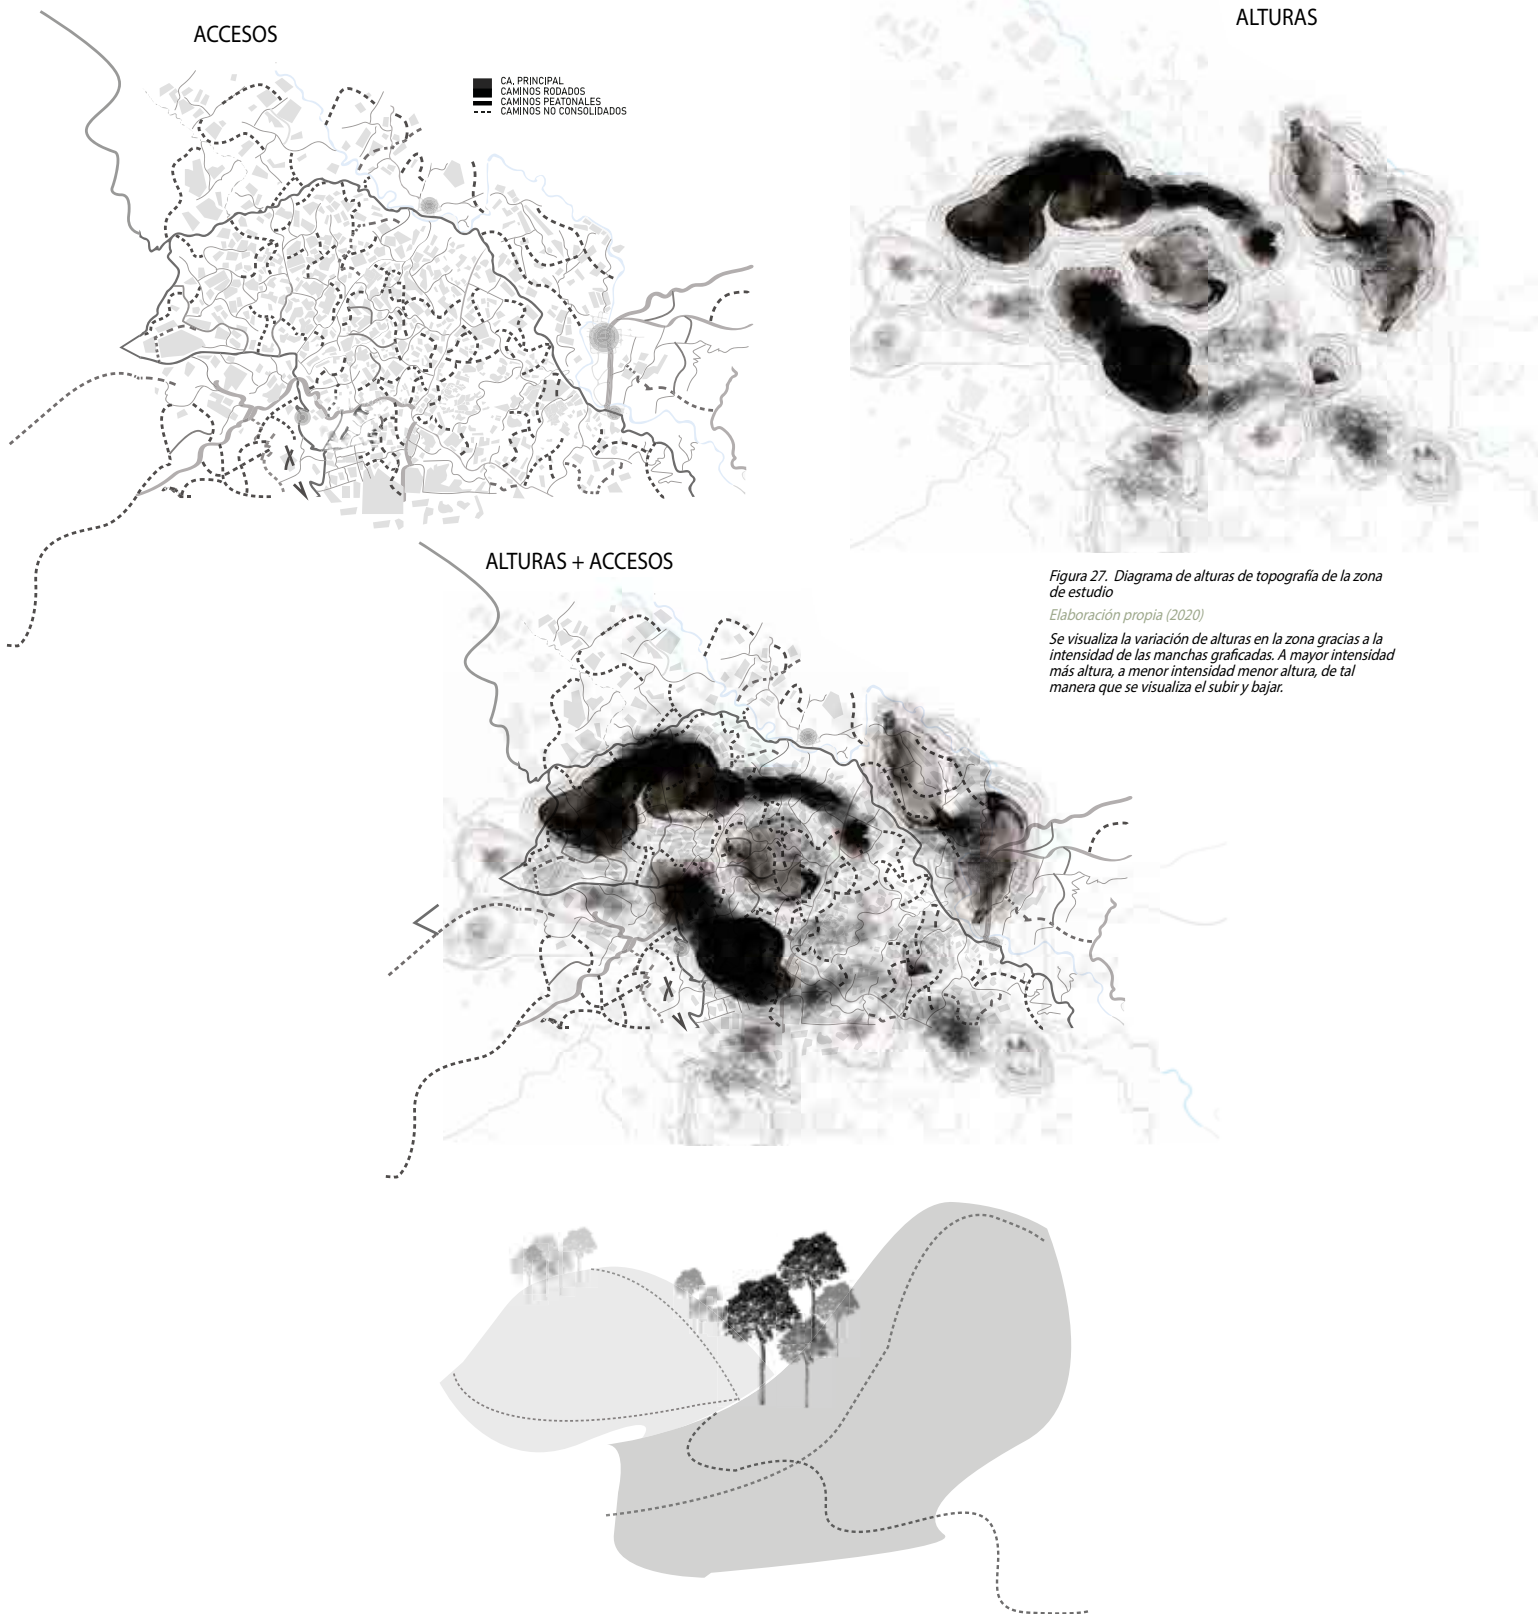 ACCESOS
CA. PRINCIPAL
CAMINOS RODADOS
CAMINOS PEATONALES
CAMINOS NO CONSOLIDADOS
ALTURAS
ALTURAS + ACCESOS
Figura 27.  Diagrama de alturas de topografía de la zona
de estudio
Elaboración propia (2020)
Se visualiza la variación de alturas en la zona gracias a la
intensidad de las manchas graficadas. A mayor intensidad
más altura, a menor intensidad menor altura, de tal
manera que se visualiza el subir y bajar.